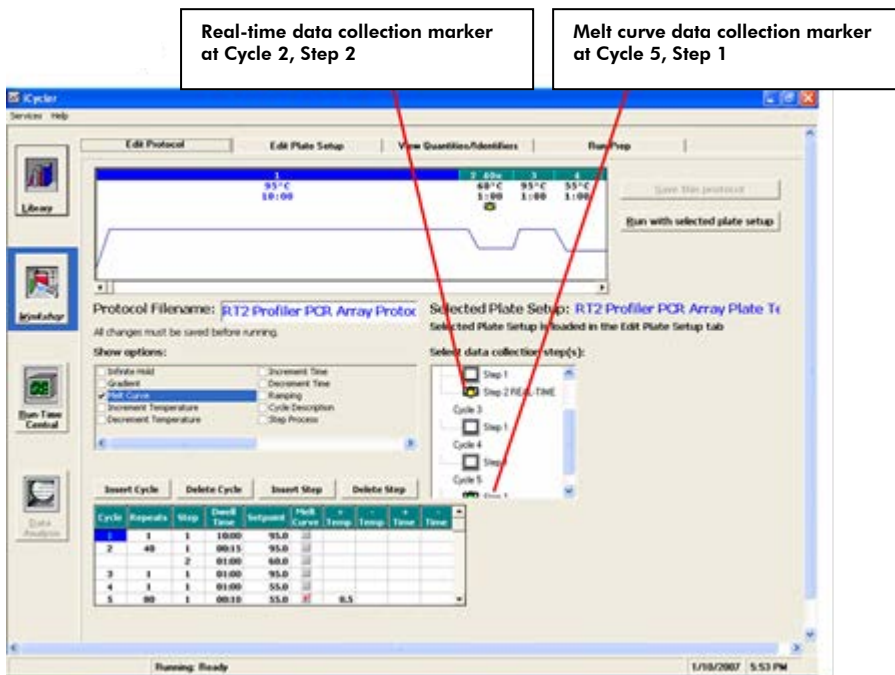 Real-time data collection marker
at Cycle 2, Step 2
Melt curve data collection marker
at Cycle 5, Step 1
iCycler
Services Help
Edit Protocol
Edit Plate Setup
View Quantities/Identifiers
Run Prep
Library
Workshop
Run-Time
Central
Data
Analysis
1 2 40x 3 4
95°C 60°C 95°C 55°C
10:00 1:00 1:00 1:00
Save this protocol
Run with selected plate setup
Protocol Filename: RT2 Profiler PCR Array Protoc
Selected Plate Setup: RT2 Profiler PCR Array Plate Te
All changes must be saved before running.
Selected Plate Setup is loaded in the Edit Plate Setup tab
Show options:
Infinite Hold
Gradient
Melt Curve
Increment Temperature
Decrement Temperature
Increment Time
Decrement Time
Ramping
Cycle Description
Step Process
Select data collection step(s):
Step 1
Step 2 REAL-TIME
Cycle 3
Step 1
Cycle 4
Step 1
Cycle 5
Step 1
Insert Cycle Delete Cycle Insert Step Delete Step
Cycle Repeats Step Dwell Time Setpoint Melt Curve + Temp - Temp + Time - Time
1 1 1 10:00 95.0
2 40 1 00:15 95.0
2 01:00 60.0
3 1 1 01:00 95.0
4 1 1 01:00 55.0
5 80 1 00:10 55.0 0.5
Running: Ready
1/10/2007 5:53 PM